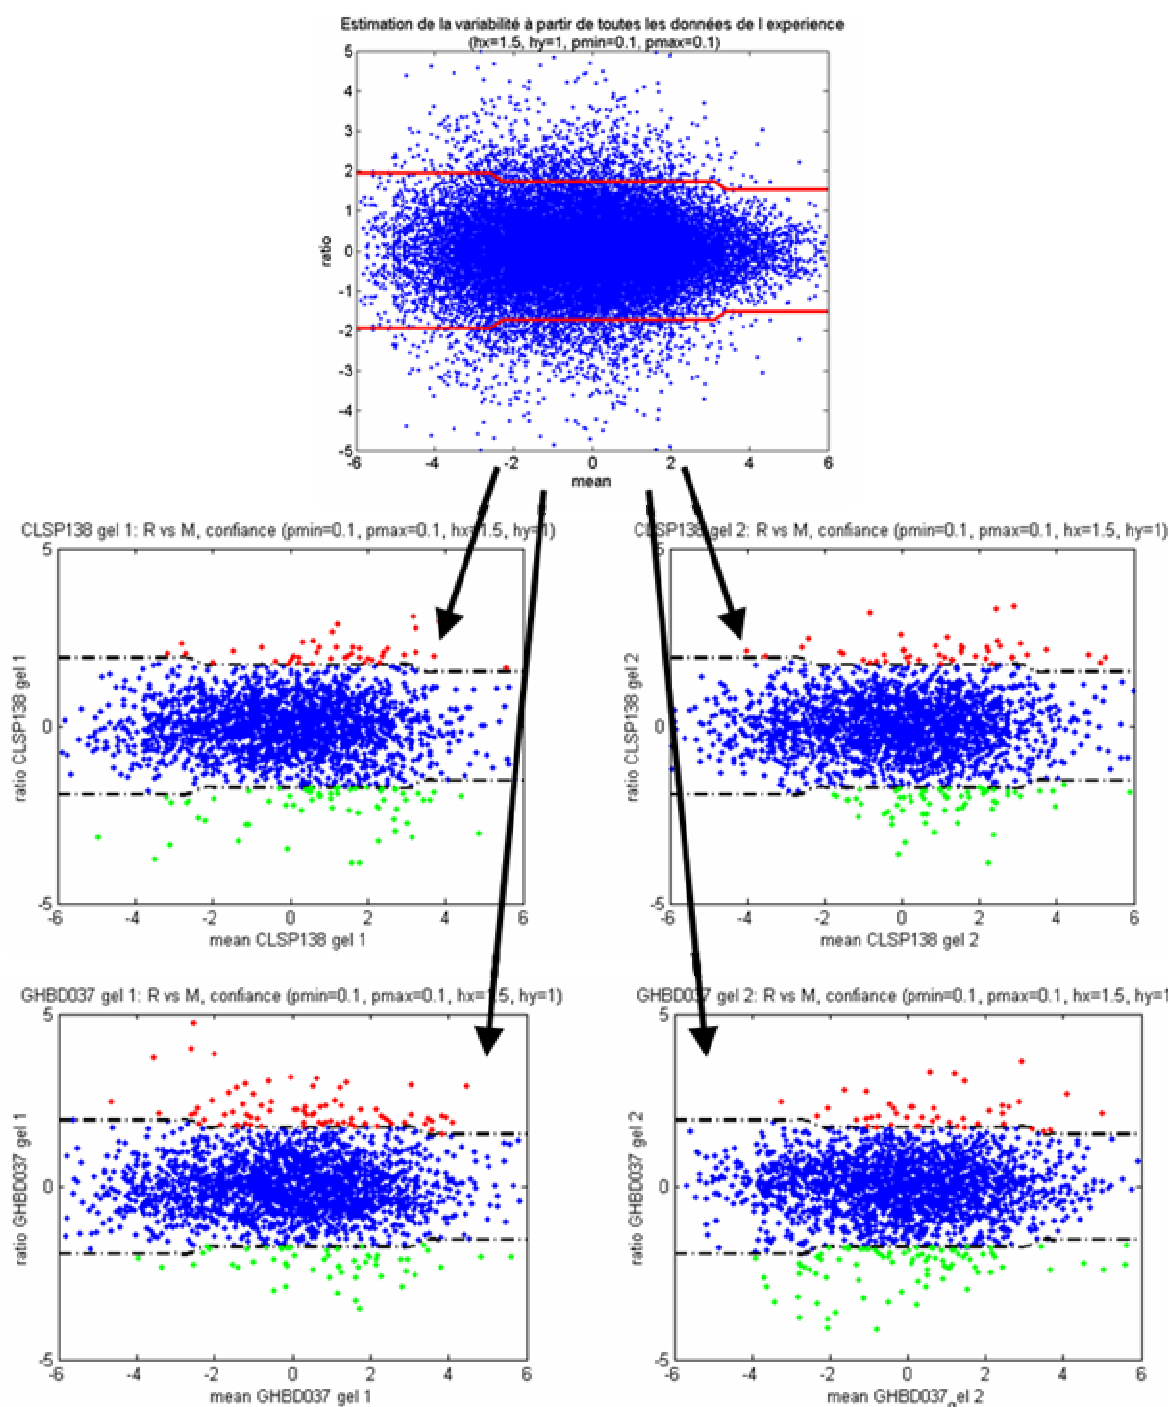 Estimation de la variabilité à partir de toutes les données de l experience
(hx=1.5, hy=1, pmin=0.1, pmax=0.1)
5
4
3
2
1
0
-1
-2
-3
-4
-5
ratio
-6 -4 -2 0 2 4 6
mean
CLSP138 gel 1: R vs M, confiance (pmin=0.1, pmax=0.1, hx=1.5, hy=1)
5
0
-5
ratio CLSP138 gel 1
-6 -4 -2 0 2 4 6
mean CLSP138 gel 1
CLSP138 gel 2: R vs M, confiance (pmin=0.1, pmax=0.1, hx=1.5, hy=1)
5
0
-5
ratio CLSP138 gel 2
-6 -4 -2 0 2 4 6
mean CLSP138 gel 2
GHBD037 gel 1: R vs M, confiance (pmin=0.1, pmax=0.1, hx=1.5, hy=1)
5
0
-5
ratio GHBD037 gel 1
-6 -4 -2 0 2 4 6
mean GHBD037 gel 1
GHBD037 gel 2: R vs M, confiance (pmin=0.1, pmax=0.1, hx=1.5, hy=1
5
0
-5
ratio GHBD037 gel 2
-6 -4 -2 0 2 4 6
mean GHBD037 gel 2